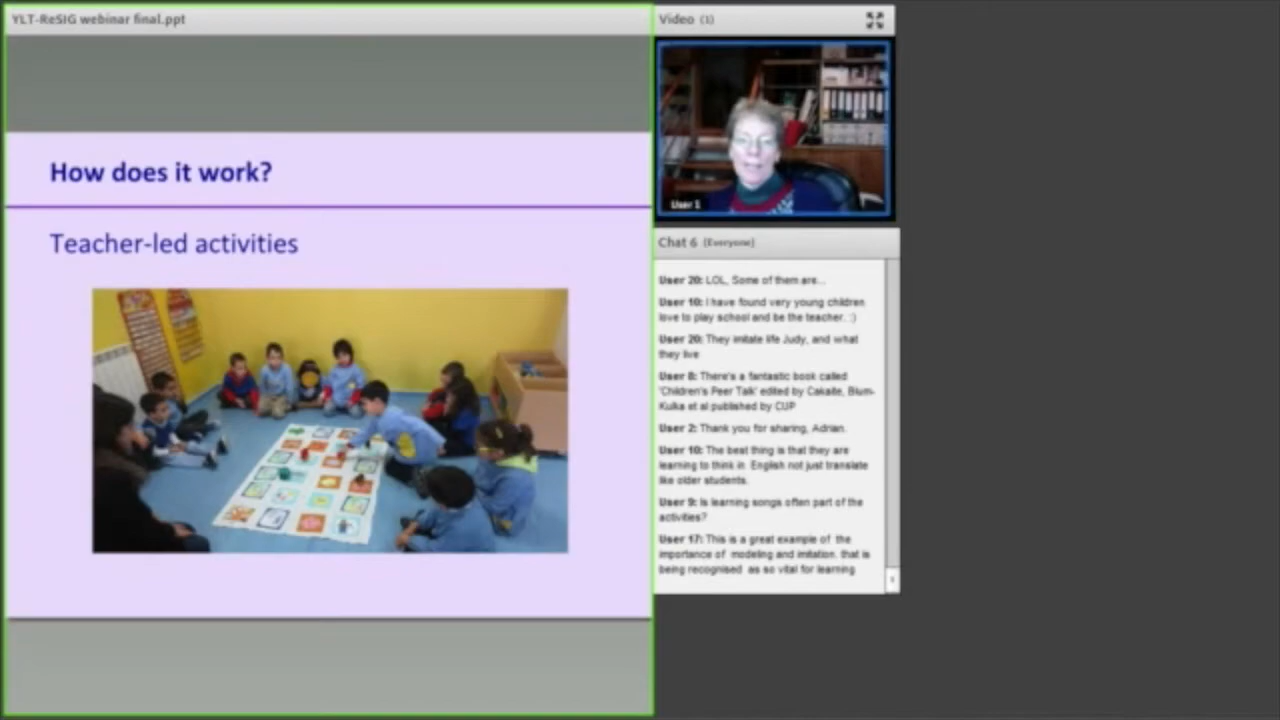 YLT-ReSIG webinar final.ppt
How does it work?
Teacher-led activities
Video (1)
User 1
Chat 6 (Everyone)
User 20: LOL, Some of them are...
User 10: I have found very young children
love to play school and be the teacher. :)
User 20: They imitate life Judy, and what
they live
User 8: There's a fantastic book called
'Children's Peer Talk' edited by Cekaite, Blum-
Kulka et al published by CUP
User 2: Thank you for sharing, Adrian.
User 10: The best thing is that they are
learning to think in English not just translate
like older students.
User 9: Is learning songs often part of the
activities?
User 17: This is a great example of the
importance of modeling and imitation. that is
being recognised as so vital for learning